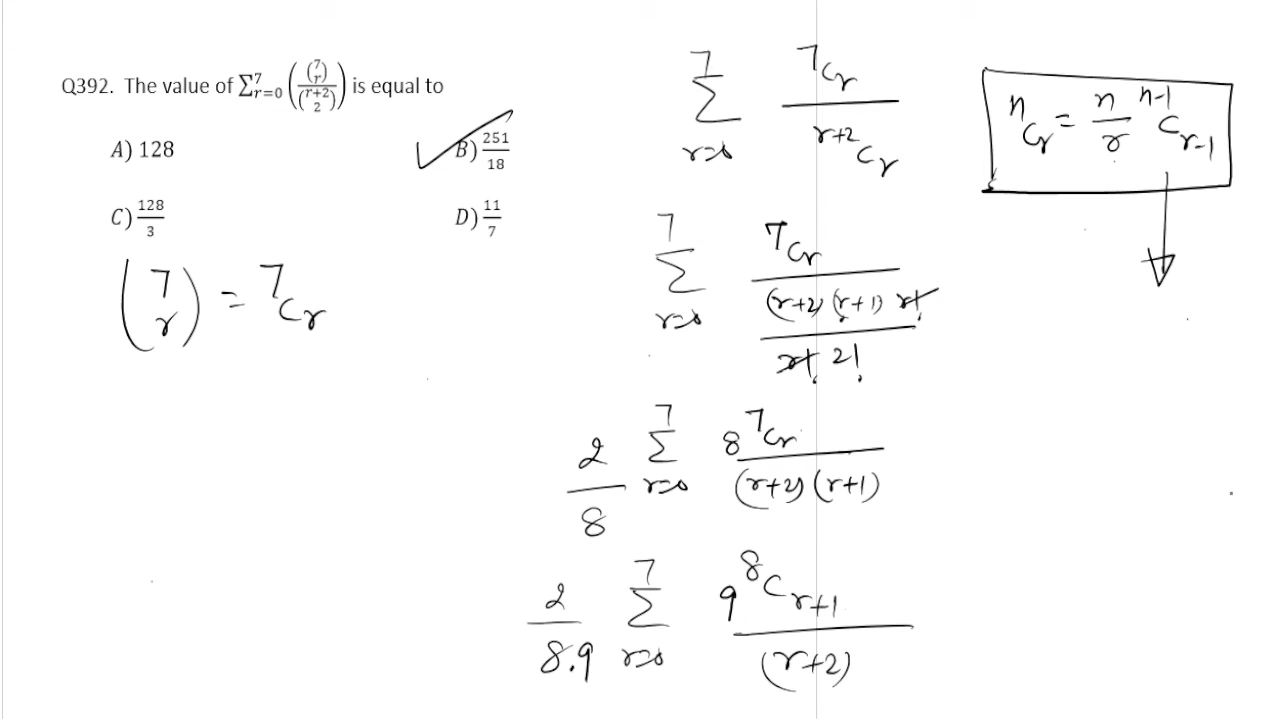 Q392. The value of ∑⁷ᵣ₌₀ ((7 r)/(r+2 2)) is equal to
A) 128
B) 251/18
C) 128/3
D) 11/7
(7 r) = ⁷Cᵣ
7 ∑ r=0 ⁷Cᵣ / ʳ⁺²Cᵣ
ⁿCᵣ = n/r ⁿ⁻¹Cᵣ₋₁
7 ∑ r=0 ⁷Cᵣ / ((r+2)(r+1) r! / r! 2!)
2/8 7 ∑ r=0 8 ⁷Cᵣ / (r+2)(r+1)
2/8.9 7 ∑ r=0 9 ⁸Cᵣ₊₁ / (r+2)